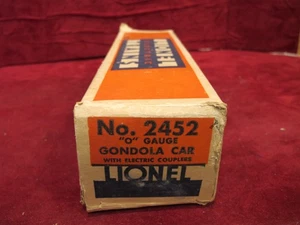 No. 2452
"O" GAUGE
GONDOLA CAR
WITH ELECTRIC COUPLERS
LIONEL